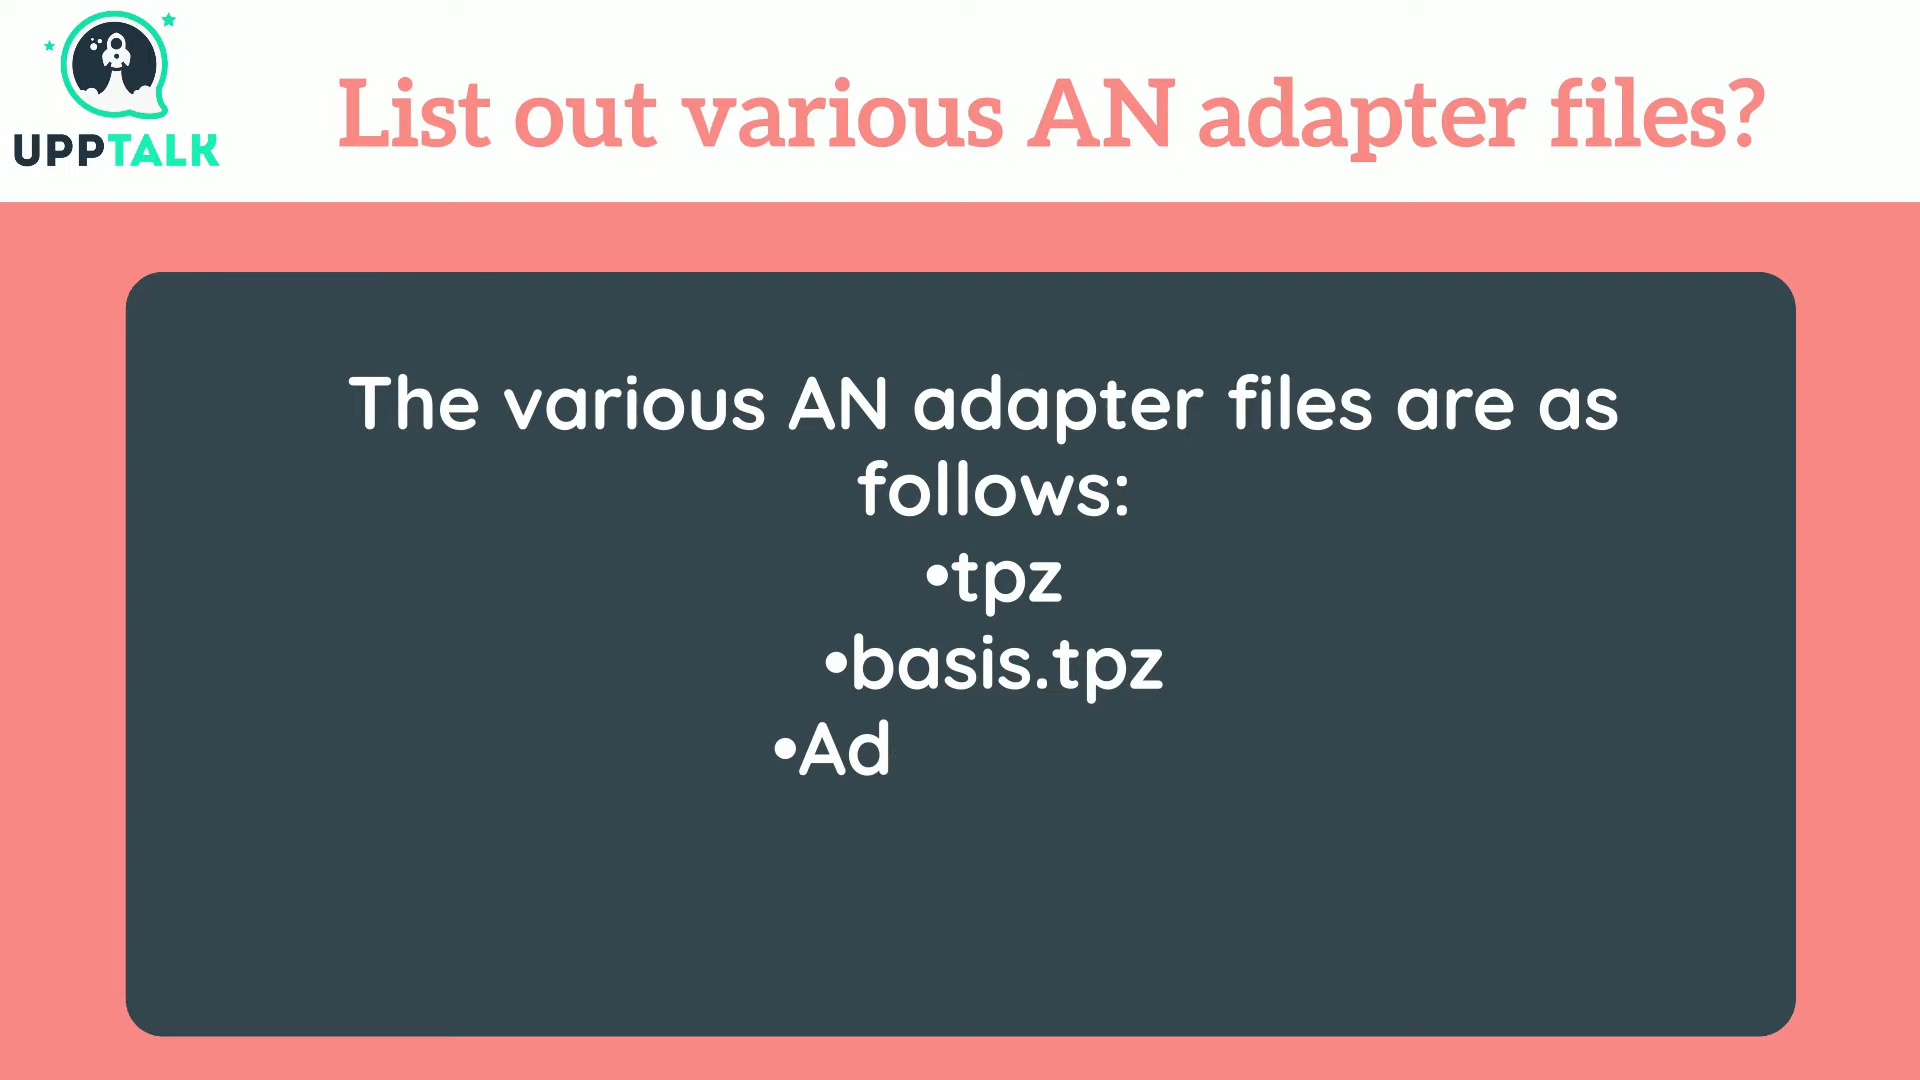 UPPTALK
List out various AN adapter files?
The various AN adapter files are as
follows:
•tpz
•basis.tpz
•Ad